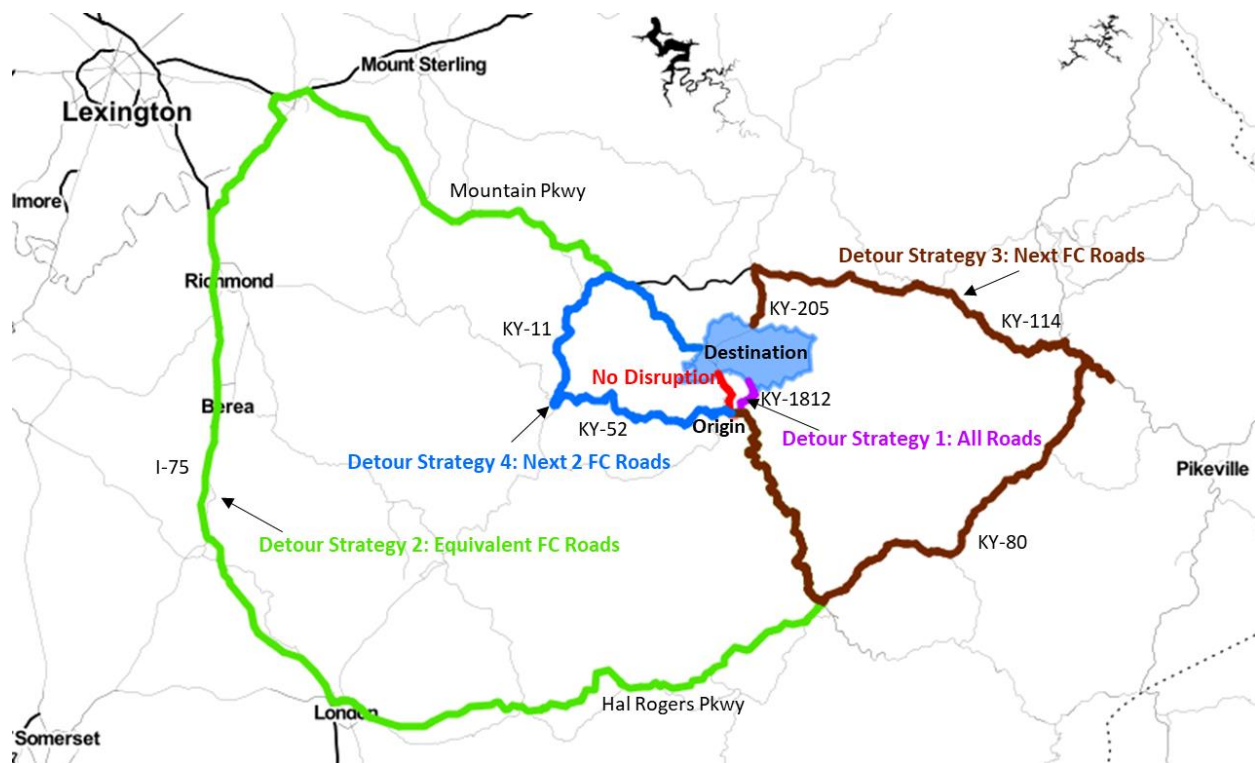 Mount Sterling
Lexington
lmore
Mountain Pkwy
Detour Strategy 3: Next FC Roads
Richmond
KY-205
KY-11
KY-114
Destination
No Disruption
KY-1812
Berea
Origin
KY-52
Detour Strategy 1: All Roads
Detour Strategy 4: Next 2 FC Roads
I-75
Pikeville
Detour Strategy 2: Equivalent FC Roads
KY-80
Hal Rogers Pkwy
London
Somerset